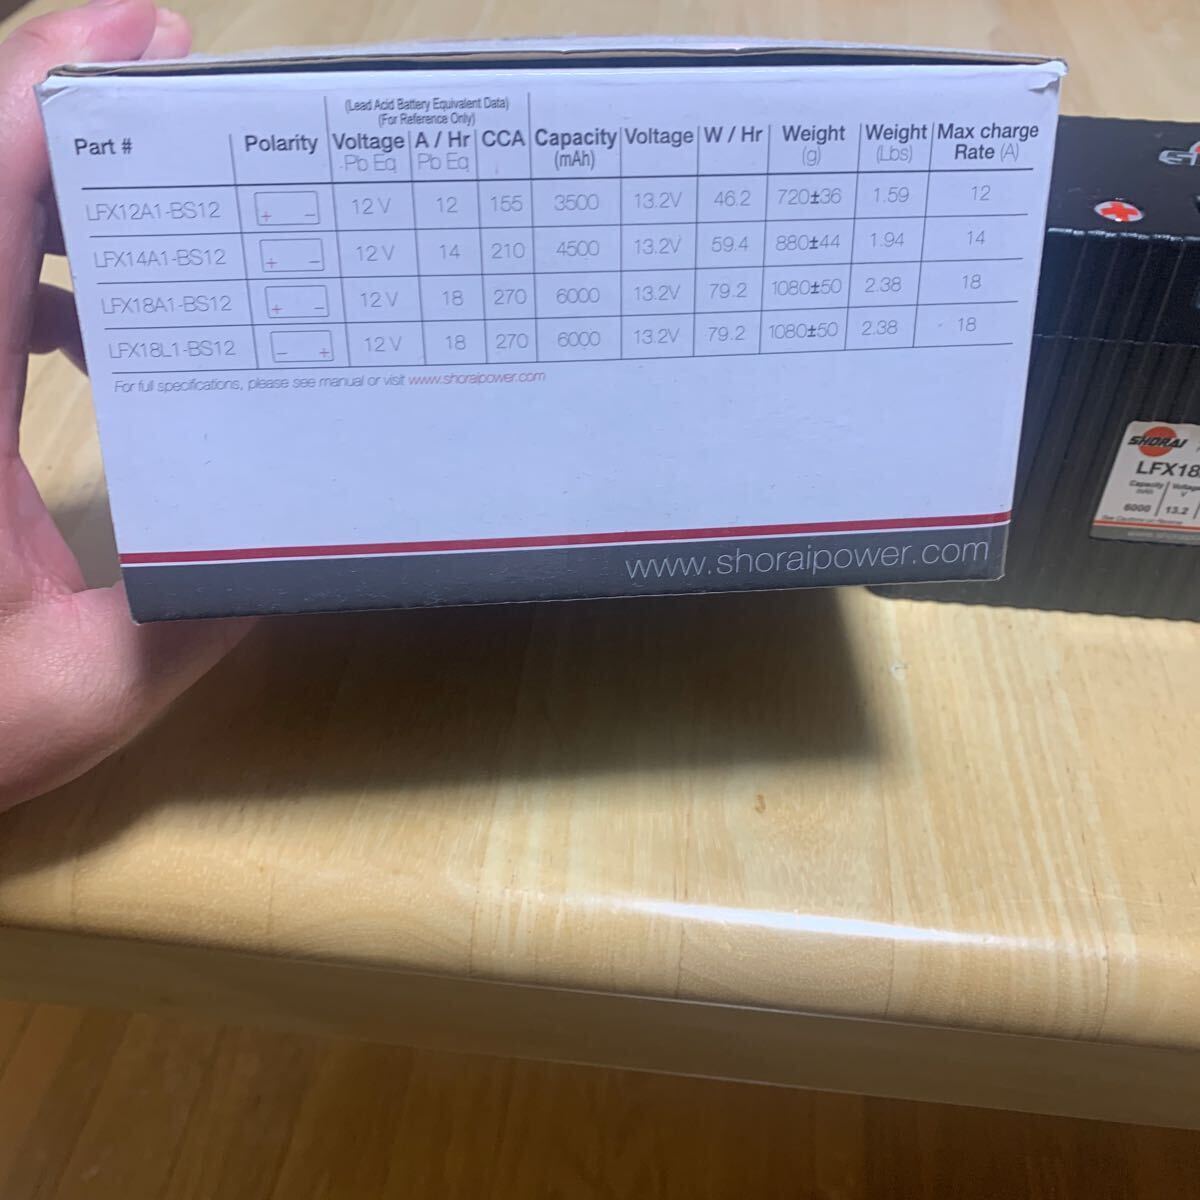 (Lead Acid Battery Equivalent Data)
(For Reference Only)
Part # Polarity Voltage A / Hr CCA Capacity Voltage W / Hr Weight Weight Max charge
Pb Eq Pb Eq (mAh) (g) (Lbs) Rate (A)
LFX12A1-BS12 + − 12 V 12 155 3500 13.2V 46.2 720±36 1.59 12
LFX14A1-BS12 + − 12 V 14 210 4500 13.2V 59.4 880±44 1.94 14
LFX18A1-BS12 + − 12 V 18 270 6000 13.2V 79.2 1080±50 2.38 18
LFX18L1-BS12 − + 12 V 18 270 6000 13.2V 79.2 1080±50 2.38 18
For full specifications, please see manual or visit www.shoraipower.com
www.shoraipower.com
SHORAI
LFX18
Capacity Voltage
mAh V
6000 13.2